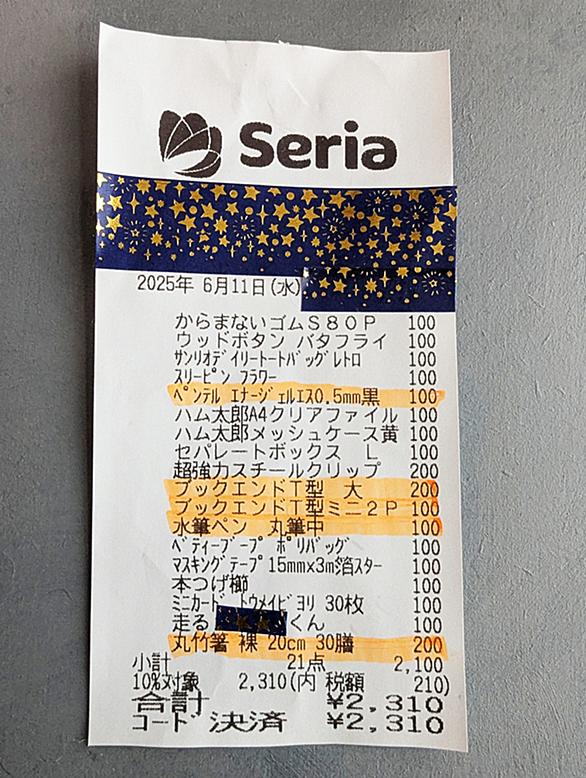 Seria
2025年 6月11日(水)
からまないゴムS80P 100
ウッドボタン バタフライ 100
サンリオデイリートートバッグレトロ 100
スリーピン フラワー 100
ペンテル エナージェルエス0.5mm黒 100
ハム太郎A4クリアファイル 100
ハム太郎メッシュケース黄 100
セパレートボックス L 100
超強力スチールクリップ 200
ブックエンドT型 大 200
ブックエンドT型ミニ2P 100
水筆ペン 丸筆中 100
ベティーブープ ポリバッグ 100
マスキングテープ15mmx3m箔スター 100
本つげ櫛 100
ミニカード トウメイビヨリ 30枚 100
走る くん 100
丸竹箸 裸 20cm 30膳 200
小計 21点 2,100
10%対象 2,310(内 税額 210)
合計 ¥2,310
コード決済 ¥2,310